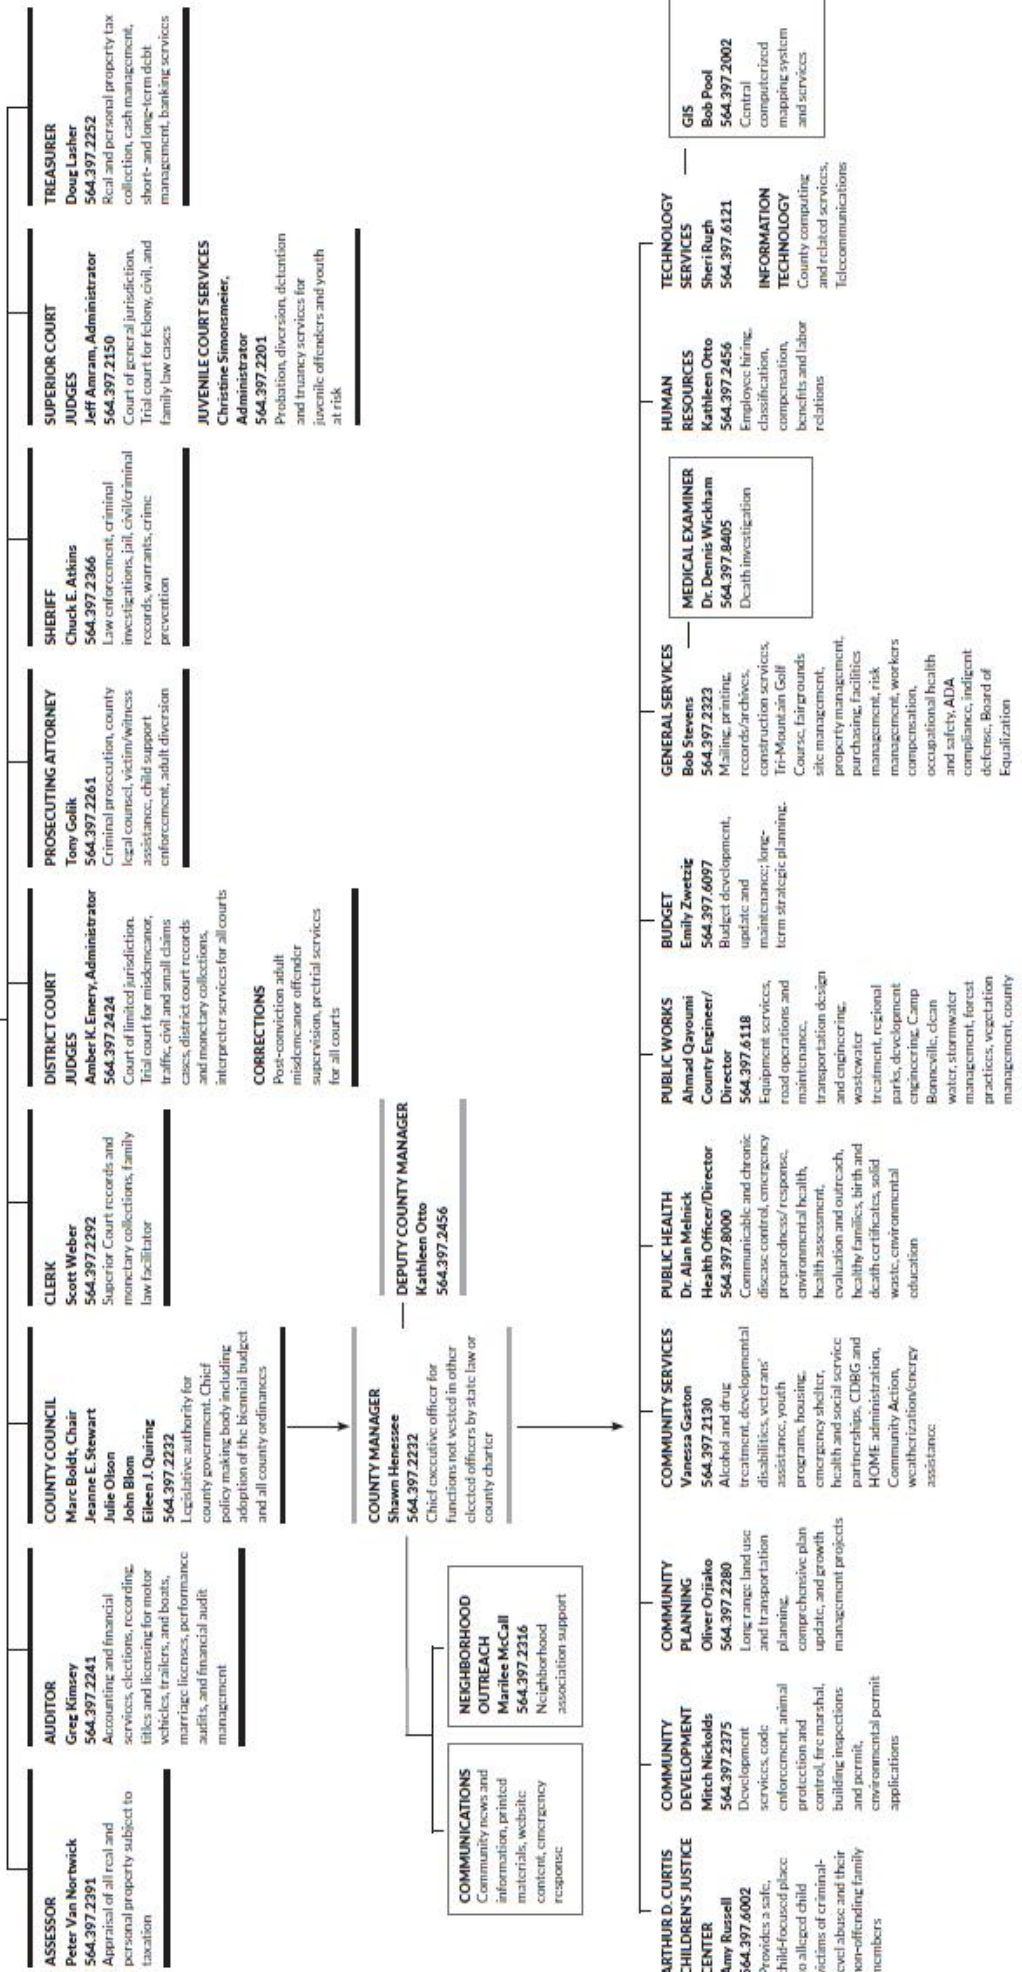 ASSESSOR
Peter Van Nortwick
564.397.2391
Appraisal of all real and
personal property subject to
taxation
AUDITOR
Greg Kimsey
564.397.2241
Accounting and financial
services, elections, recording,
titles and licensing for motor
vehicles, trailers, and boats,
marriage licenses, performance
audits, and financial audit
management
COUNTY COUNCIL
Marc Boldt, Chair
Jeanne E. Stewart
Julie Olson
John Blom
Eileen J. Quiring
564.397.2232
Legislative authority for
county government. Chief
policy making body including
adoption of the biennial budget
and all county ordinances
CLERK
Scott Weber
564.397.2292
Superior Court records and
monetary collections, family
law facilitator
DISTRICT COURT
JUDGES
Amber K. Emery, Administrator
564.397.2424
Court of limited jurisdiction.
Trial court for misdemeanor,
traffic, civil and small claims
cases, district court records
and monetary collections,
interpreter services for all courts
CORRECTIONS
Post-conviction adult
misdemeanor offender
supervision, pretrial services
for all courts
PROSECUTING ATTORNEY
Tony Golik
564.397.2261
Criminal prosecution, county
legal counsel, victim/witness
assistance, child support
enforcement, adult diversion
SHERIFF
Chuck E. Atkins
564.397.2366
Law enforcement, criminal
investigations, jail, civil/criminal
records, warrants, crime
prevention
SUPERIOR COURT
JUDGES
Jeff Amram, Administrator
564.397.2150
Court of general jurisdiction.
Trial court for felony, civil, and
family law cases
JUVENILE COURT SERVICES
Christine Simonsmeier,
Administrator
564.397.2201
Probation, diversion, detention
and truancy services for
juvenile offenders and youth
at risk
TREASURER
Doug Lasher
564.397.2252
Real and personal property tax
collection, cash management,
short- and long-term debt
management, banking services
COUNTY MANAGER
Shawn Henessee
564.397.2232
Chief executive officer for
functions not vested in other
elected officers by state law or
county charter
DEPUTY COUNTY MANAGER
Kathleen Otto
564.397.2456
COMMUNICATIONS
Community news and
information, printed
materials, website
content, emergency
response
NEIGHBORHOOD
OUTREACH
Marilee McCall
564.397.2316
Neighborhood
association support
ARTHUR D. CURTIS
CHILDREN'S JUSTICE
CENTER
Amy Russell
564.397.6002
Provides a safe,
child-focused place
to alleged child
victims of criminal-
level abuse and their
non-offending family
members
COMMUNITY
DEVELOPMENT
Mitch Nickolds
564.397.2375
Development
services, code
enforcement, animal
protection and
control, fire marshal,
building inspections
and permit,
environmental permit
applications
COMMUNITY
PLANNING
Oliver Orjiako
564.397.2280
Long range land use
and transportation
planning,
comprehensive plan
update, and growth
management projects
COMMUNITY SERVICES
Vanessa Gaston
564.397.2130
Alcohol and drug
treatment, developmental
disabilities, veterans'
assistance, youth
programs, housing,
emergency shelter,
health and social service
partnerships, CDBG and
HOME administration,
Community Action,
weatherization/energy
assistance
PUBLIC HEALTH
Dr. Alan Melnick
Health Officer/Director
564.397.8000
Communicable and chronic
disease control, emergency
preparedness/ response,
environmental health,
health assessment,
evaluation and outreach,
healthy families, birth and
death certificates, solid
waste, environmental
education
PUBLIC WORKS
Ahmad Qayoumi
County Engineer/
Director
564.397.6118
Equipment services,
road operations and
maintenance,
transportation design
and engineering,
wastewater
treatment, regional
parks, development
engineering, Camp
Bonneville, clean
water, stormwater
management, forest
practices, vegetation
management, county
BUDGET
Emily Zwetzig
564.397.6097
Budget development,
update and
maintenance; long-
term strategic planning.
GENERAL SERVICES
Bob Stevens
564.397.2323
Mailing, printing,
records/archives,
construction services,
Tri-Mountain Golf
Course, fairgrounds
site management,
property management,
purchasing, facilities
management, risk
management, workers
compensation,
occupational health
and safety, ADA
compliance, indigent
defense, Board of
Equalization
MEDICAL EXAMINER
Dr. Dennis Wickham
564.397.8405
Death investigation
HUMAN
RESOURCES
Kathleen Otto
564.397.2456
Employee hiring,
classification,
compensation,
benefits and labor
relations
TECHNOLOGY
SERVICES
Sheri Rugh
564.397.6121
INFORMATION
TECHNOLOGY
County computing
and related services,
Telecommunications
GIS
Bob Pool
564.397.2002
Central
computerized
mapping system
and services